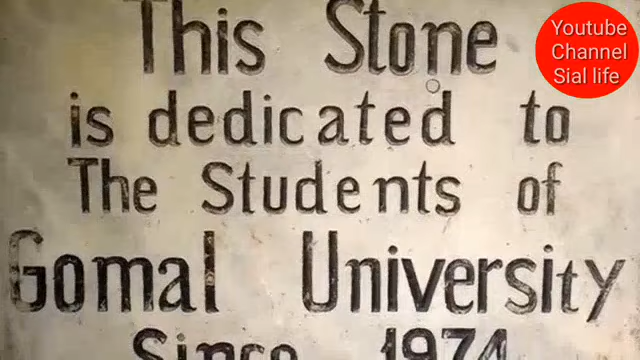 This Stone
is dedicated to
The Students of
Gomal University
Since 1974
Youtube
Channel
Sial life